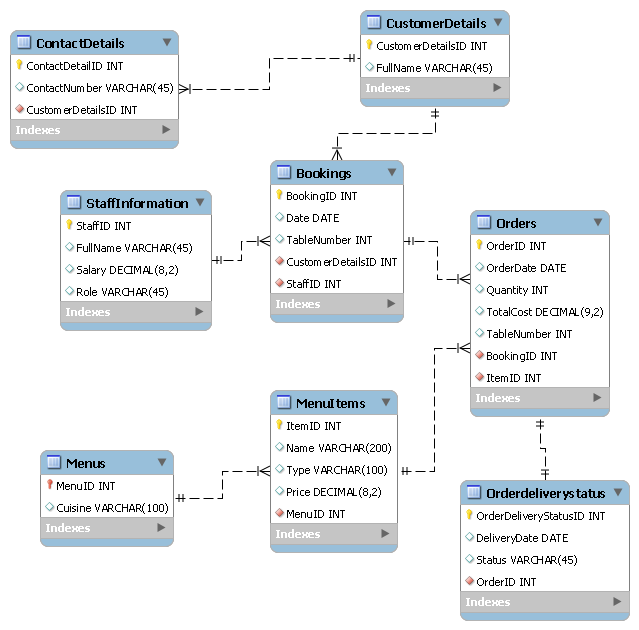 ContactDetails
ContactDetailID INT
ContactNumber VARCHAR(45)
CustomerDetailsID INT
Indexes
CustomerDetails
CustomerDetailsID INT
FullName VARCHAR(45)
Indexes
StaffInformation
StaffID INT
FullName VARCHAR(45)
Salary DECIMAL(8,2)
Role VARCHAR(45)
Indexes
Bookings
BookingID INT
Date DATE
TableNumber INT
CustomerDetailsID INT
StaffID INT
Indexes
Orders
OrderID INT
OrderDate DATE
Quantity INT
TotalCost DECIMAL(9,2)
TableNumber INT
BookingID INT
ItemID INT
Indexes
Menus
MenuID INT
Cuisine VARCHAR(100)
Indexes
MenuItems
ItemID INT
Name VARCHAR(200)
Type VARCHAR(100)
Price DECIMAL(8,2)
MenuID INT
Indexes
Orderdeliverystatus
OrderDeliveryStatusID INT
DeliveryDate DATE
Status VARCHAR(45)
OrderID INT
Indexes